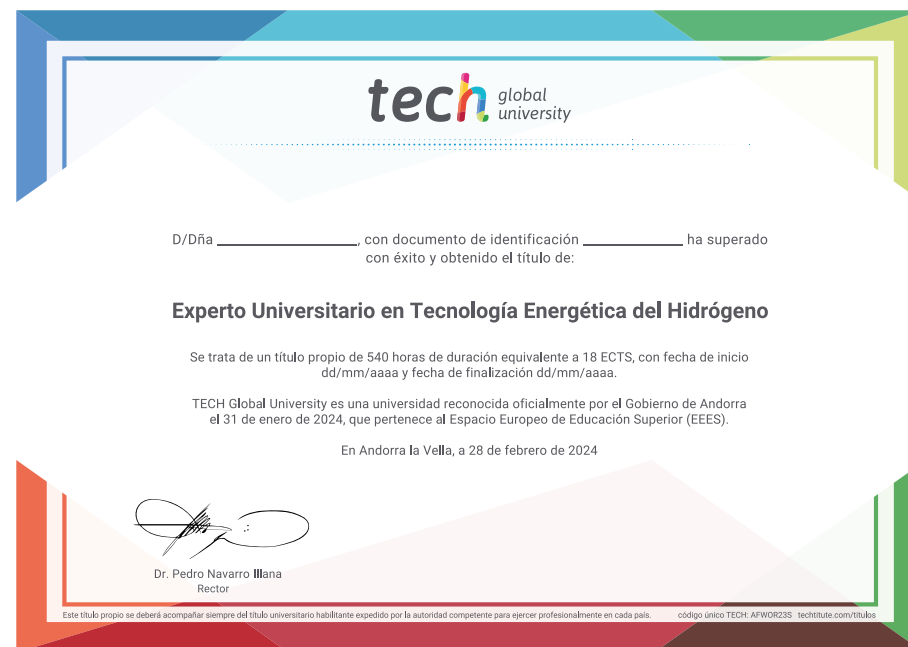 tech global university
D/Dña ______________, con documento de identificación __________ ha superado
con éxito y obtenido el título de:
Experto Universitario en Tecnología Energética del Hidrógeno
Se trata de un título propio de 540 horas de duración equivalente a 18 ECTS, con fecha de inicio
dd/mm/aaaa y fecha de finalización dd/mm/aaaa.
TECH Global University es una universidad reconocida oficialmente por el Gobierno de Andorra
el 31 de enero de 2024, que pertenece al Espacio Europeo de Educación Superior (EEES).
En Andorra la Vella, a 28 de febrero de 2024
Dr. Pedro Navarro Illana
Rector
Este título propio se deberá acompañar siempre del título universitario habilitante expedido por la autoridad competente para ejercer profesionalmente en cada país. código único TECH: AFWOR23S techtitute.com/titulos